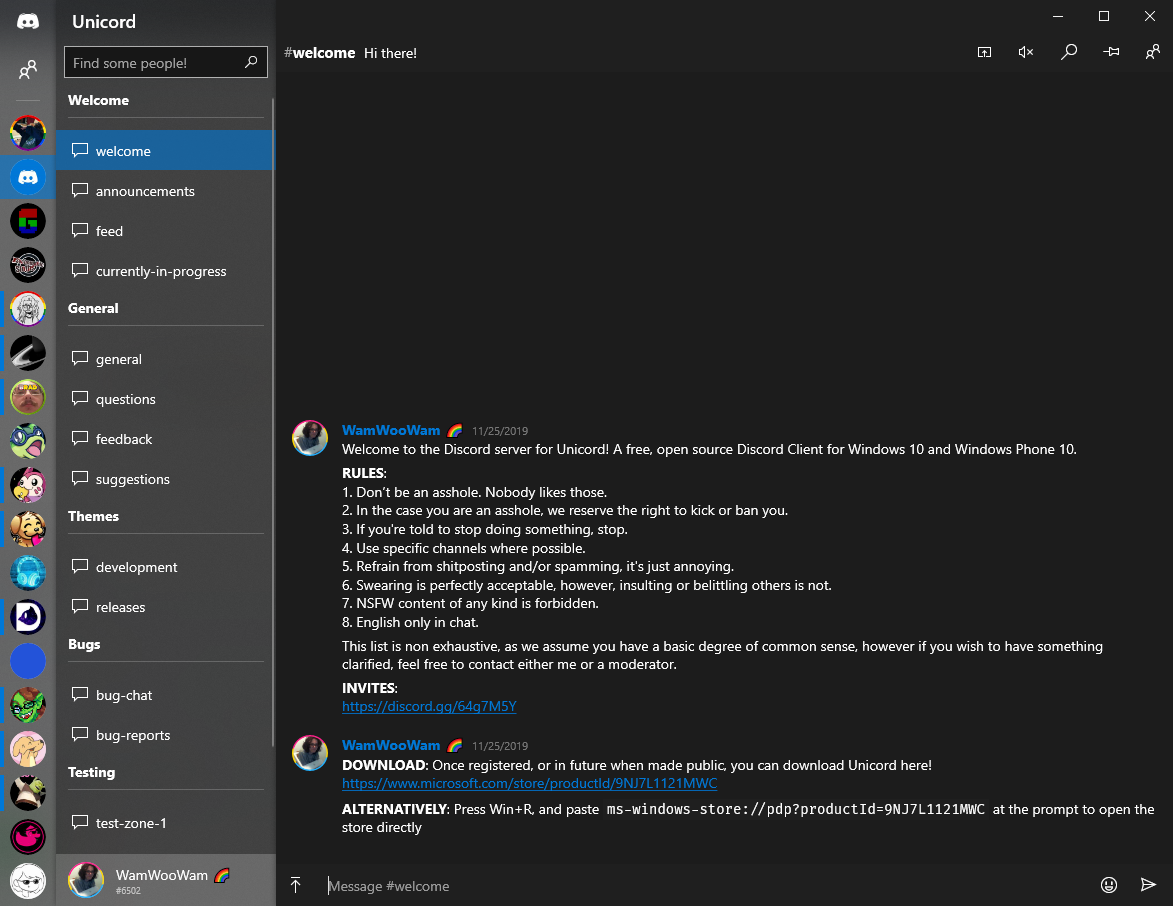 Unicord
Find some people!
Welcome
welcome
announcements
feed
currently-in-progress
General
general
questions
feedback
suggestions
Themes
development
releases
Bugs
bug-chat
bug-reports
Testing
test-zone-1
WamWooWam
#6502
#welcome Hi there!
WamWooWam 11/25/2019
Welcome to the Discord server for Unicord! A free, open source Discord Client for Windows 10 and Windows Phone 10.
RULES:
1. Don't be an asshole. Nobody likes those.
2. In the case you are an asshole, we reserve the right to kick or ban you.
3. If you're told to stop doing something, stop.
4. Use specific channels where possible.
5. Refrain from shitposting and/or spamming, it's just annoying.
6. Swearing is perfectly acceptable, however, insulting or belittling others is not.
7. NSFW content of any kind is forbidden.
8. English only in chat.
This list is non exhaustive, as we assume you have a basic degree of common sense, however if you wish to have something
clarified, feel free to contact either me or a moderator.
INVITES:
https://discord.gg/64g7M5Y
WamWooWam 11/25/2019
DOWNLOAD: Once registered, or in future when made public, you can download Unicord here!
https://www.microsoft.com/store/productId/9NJ7L1121MWC
ALTERNATIVELY: Press Win+R, and paste ms-windows-store://pdp?productId=9NJ7L1121MWC at the prompt to open the
store directly
Message #welcome